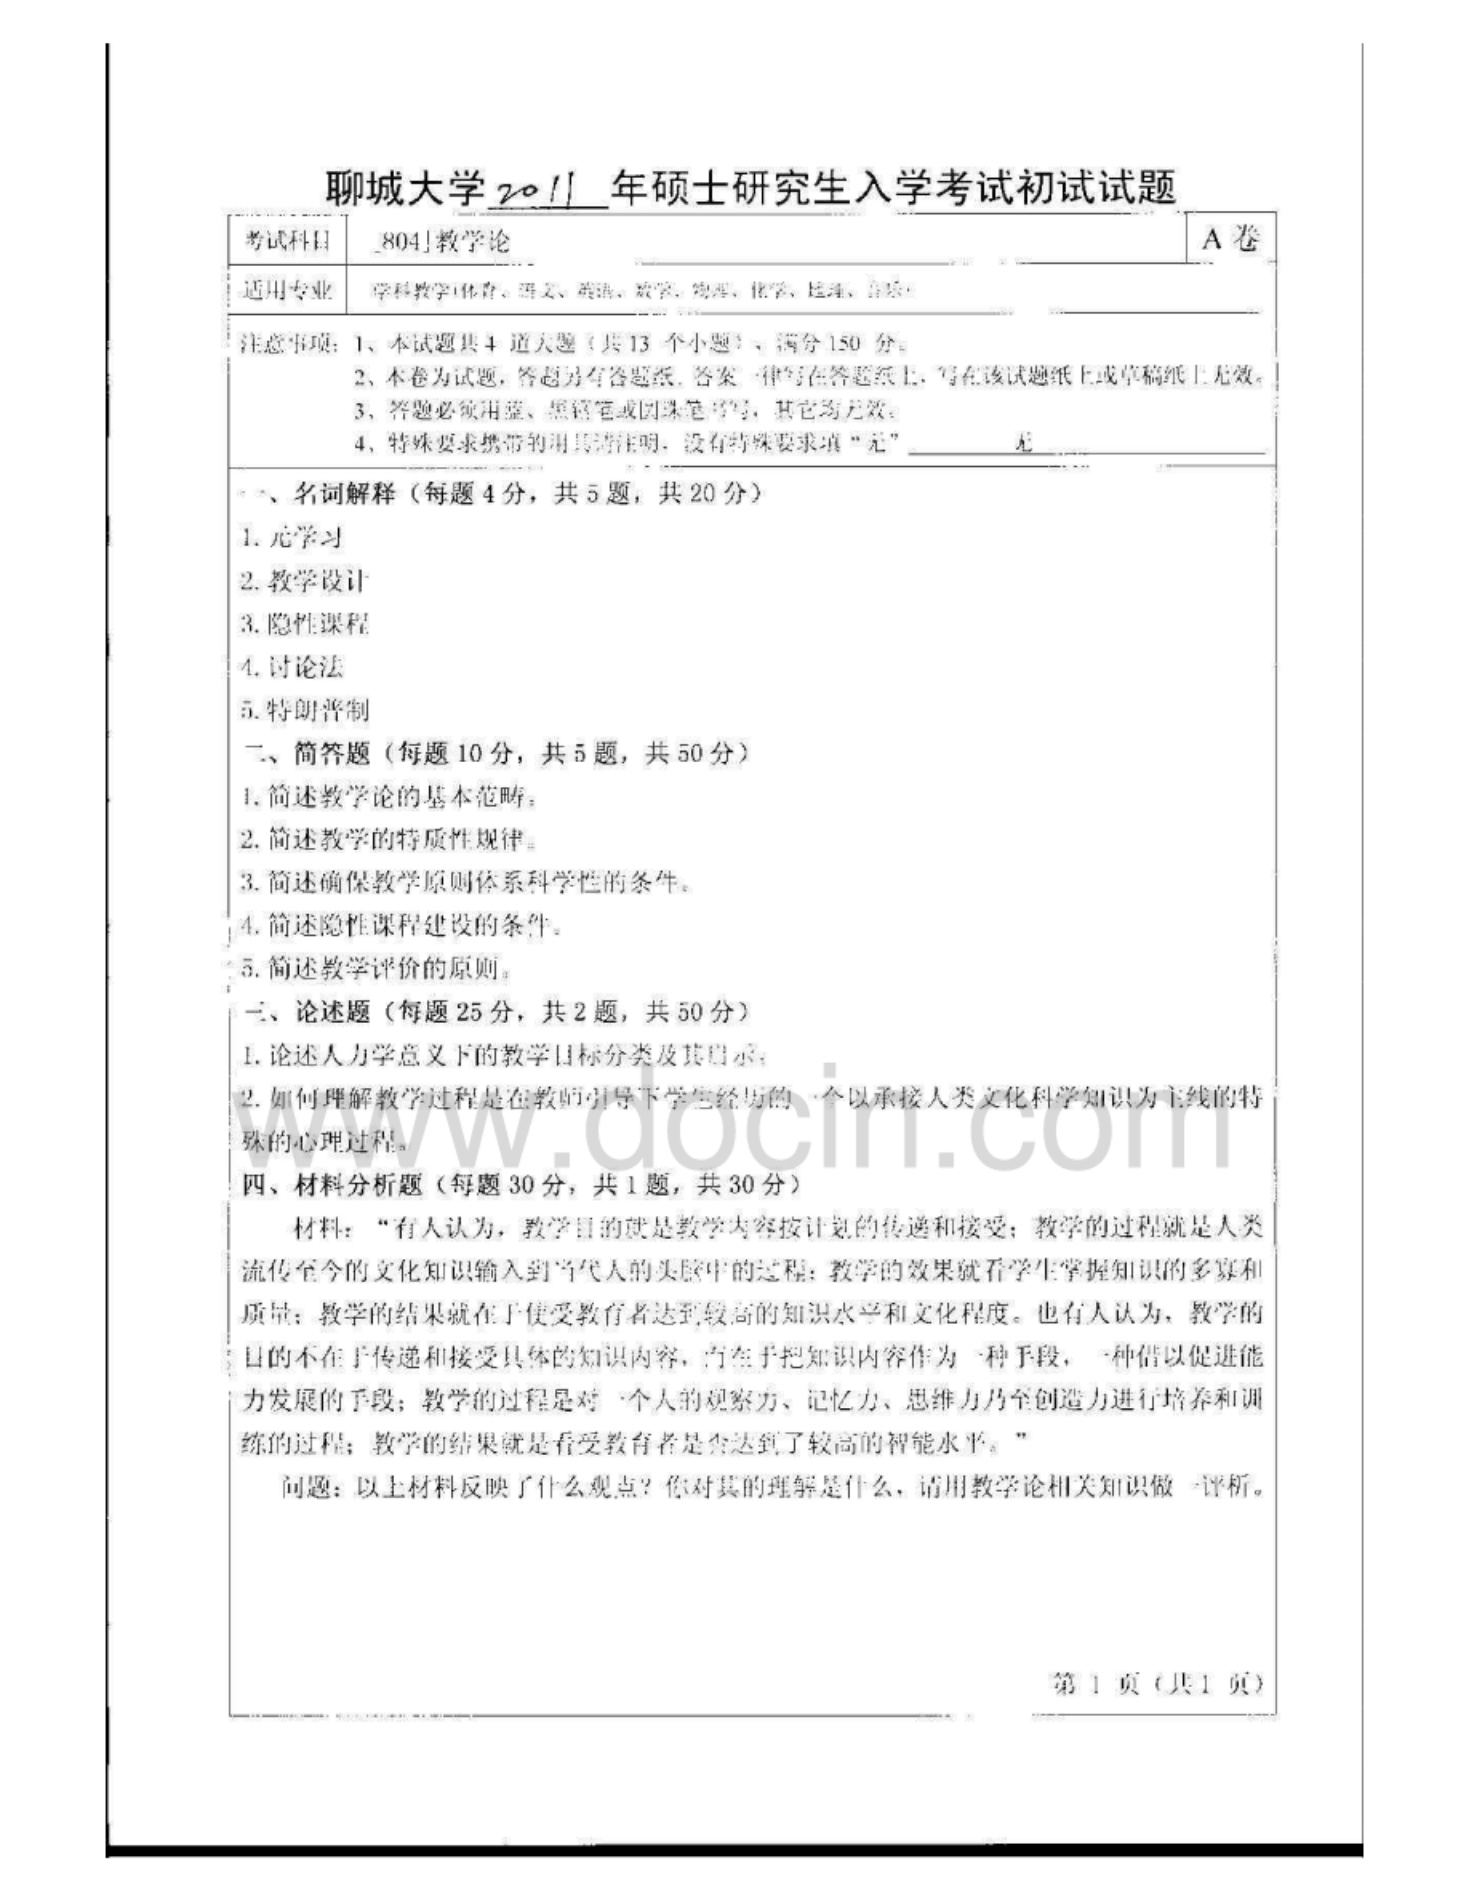 聊城大学 2011 年硕士研究生入学考试初试试题
考试科目 [804]教学论 A 卷
适用专业 学科教学(体育、语文、英语、数学、物理、化学、地理、音乐)
注意事项：1、本试题共 4 道大题（共 13 个小题），满分 150 分。
2、本卷为试题，答题另有答题纸，答案一律写在答题纸上，写在该试题纸上或草稿纸上无效。
3、答题必须用蓝、黑钢笔或圆珠笔书写，其它均无效。
4、特殊要求携带的用具请注明，没有特殊要求填“无” 无
一、名词解释（每题 4 分，共 5 题，共 20 分）
1. 元学习
2. 教学设计
3. 隐性课程
4. 讨论法
5. 特朗普制
二、简答题（每题 10 分，共 5 题，共 50 分）
1. 简述教学论的基本范畴。
2. 简述教学的特质性规律。
3. 简述确保教学原则体系科学性的条件。
4. 简述隐性课程建设的条件。
5. 简述教学评价的原则。
三、论述题（每题 25 分，共 2 题，共 50 分）
1. 论述人力学意义下的教学目标分类及其启示。
2. 如何理解教学过程是在教师引导下学生经历的一个以承接人类文化科学知识为主线的特
殊的心理过程。
www.docin.com
四、材料分析题（每题 30 分，共 1 题，共 30 分）
材料：“有人认为，教学目的就是教学内容按计划的传递和接受；教学的过程就是人类
流传至今的文化知识输入到当代人的头脑中的过程；教学的效果就看学生掌握知识的多寡和
质量；教学的结果就在于使受教育者达到较高的知识水平和文化程度。也有人认为，教学的
目的不在于传递和接受具体的知识内容，而在于把知识内容作为一种手段，一种借以促进能
力发展的手段；教学的过程是对一个人的观察力、记忆力、思维力乃至创造力进行培养和训
练的过程；教学的结果就是看受教育者是否达到了较高的智能水平。”
问题：以上材料反映了什么观点？你对其的理解是什么，请用教学论相关知识做一评析。
第 1 页（共 1 页）